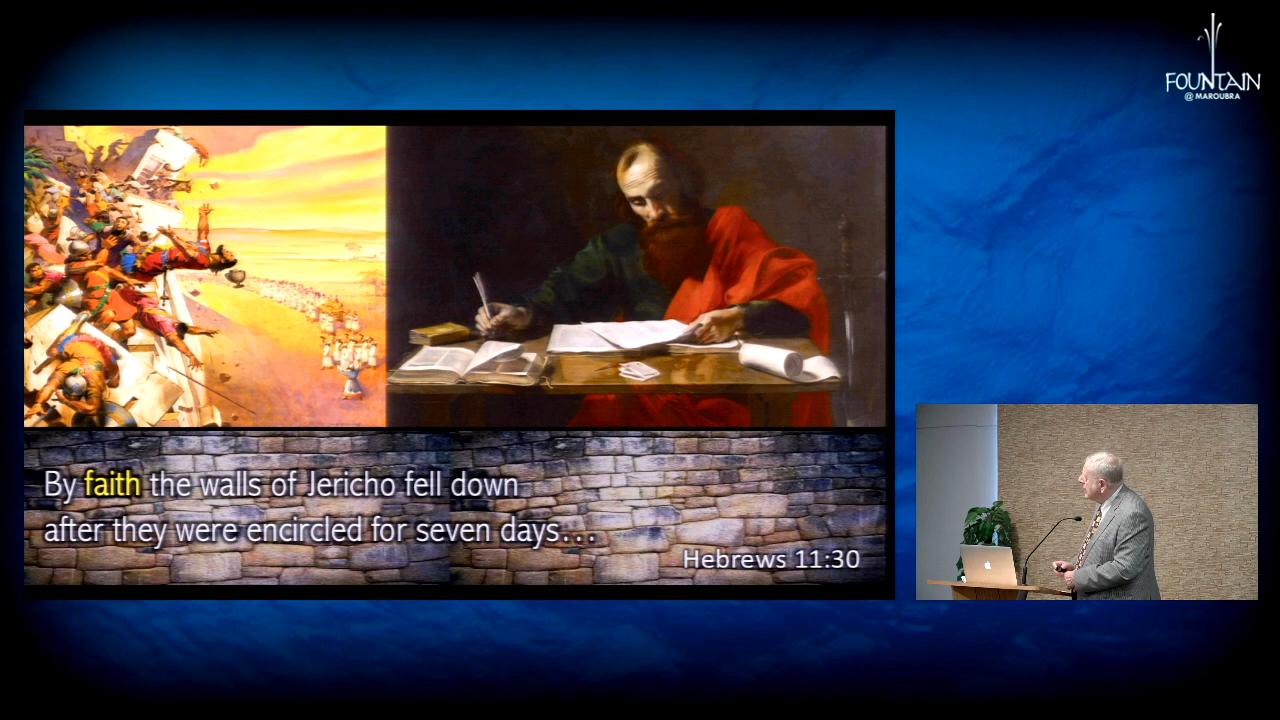 FOUNTAIN
@ MAROUBRA
By faith the walls of Jericho fell down
after they were encircled for seven days...
Hebrews 11:30